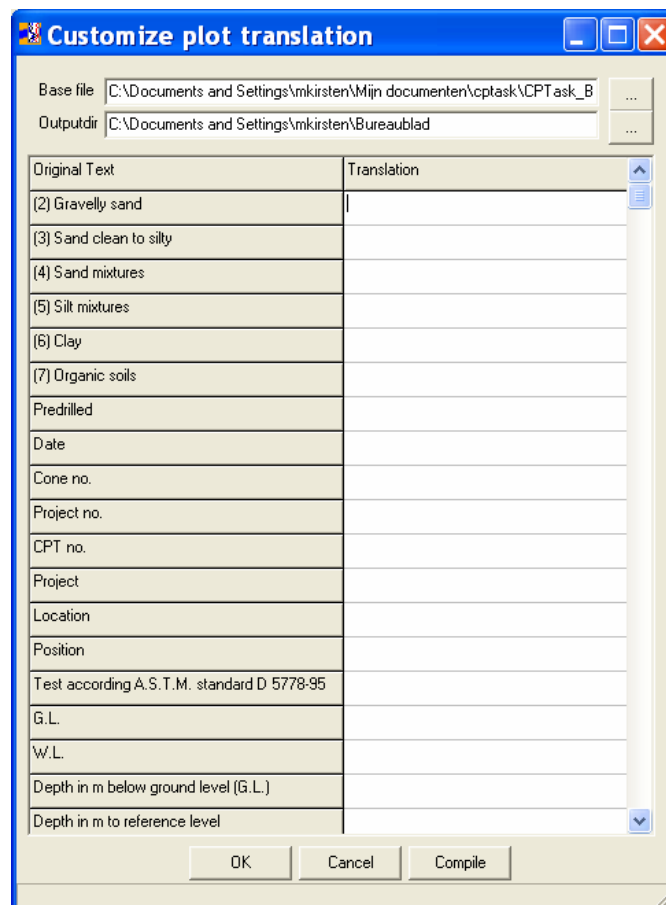 Customize plot translation
Base file C:\Documents and Settings\mkirsten\Mijn documenten\cptask\CPTask_B ...
Outputdir C:\Documents and Settings\mkirsten\Bureaublad ...
Original Text Translation
(2) Gravelly sand
(3) Sand clean to silty
(4) Sand mixtures
(5) Silt mixtures
(6) Clay
(7) Organic soils
Predrilled
Date
Cone no.
Project no.
CPT no.
Project
Location
Position
Test according A.S.T.M. standard D 5778-95
G.L.
W.L.
Depth in m below ground level (G.L.)
Depth in m to reference level
OK Cancel Compile